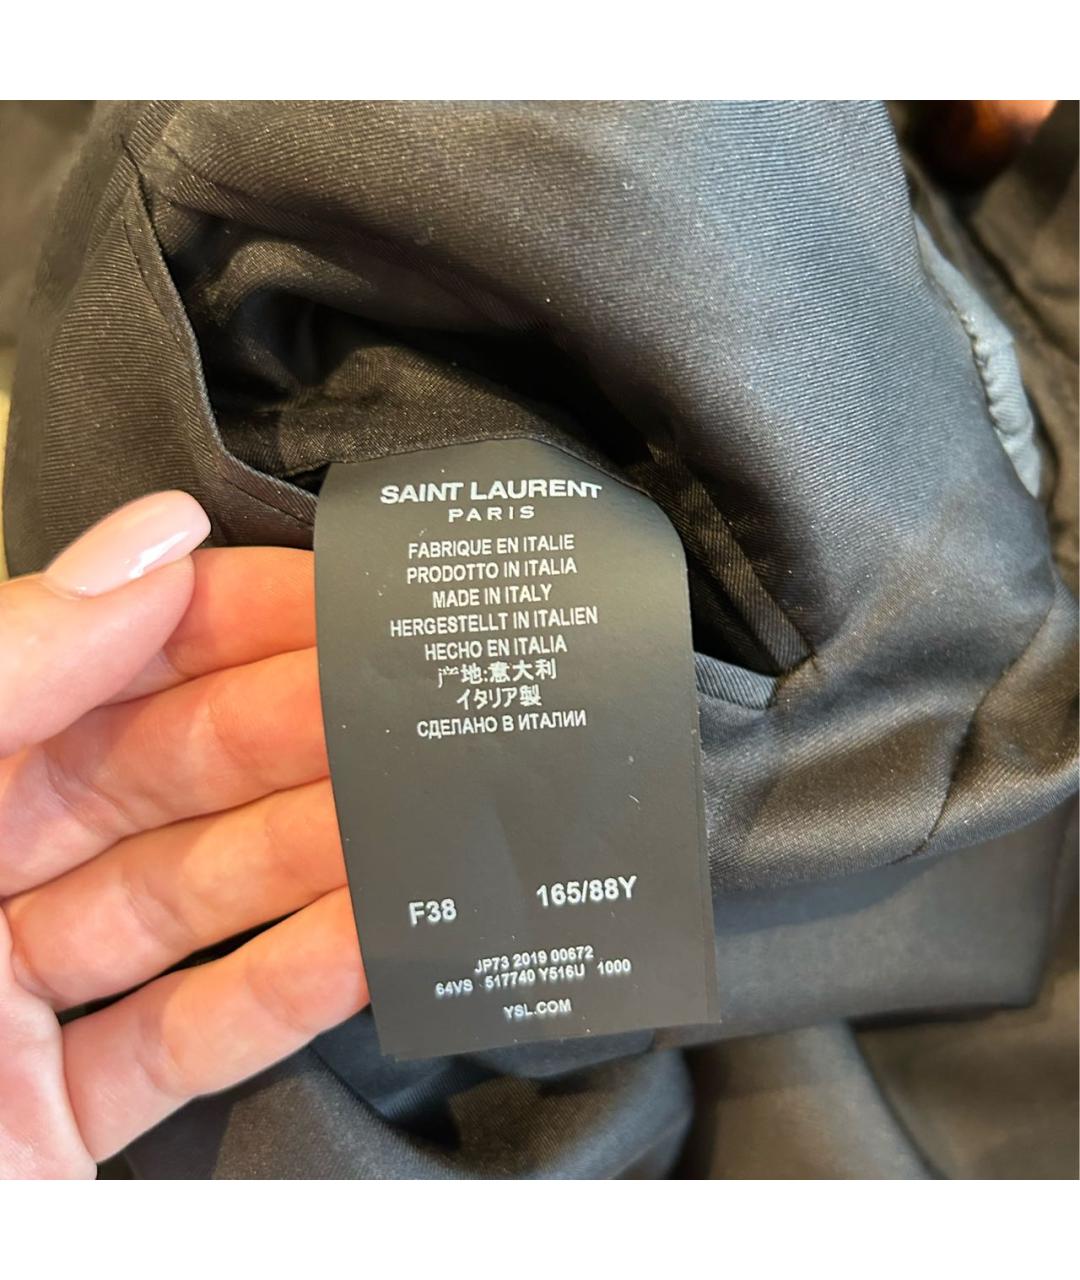 SAINT LAURENT
PARIS
FABRIQUE EN ITALIE
PRODOTTO IN ITALIA
MADE IN ITALY
HERGESTELLT IN ITALIEN
HECHO EN ITALIA
产地:意大利
イタリア製
СДЕЛАНО В ИТАЛИИ
F38 165/88Y
JP73 2019 00672
64VS 517740 Y516U 1000
YSL.COM